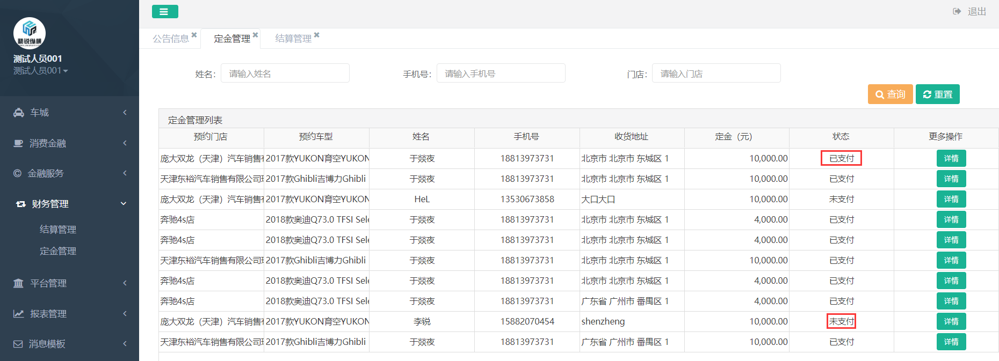 精锐纵横
退出
测试人员001
测试人员001
公告信息
定金管理
结算管理
姓名：
请输入姓名
手机号：
请输入手机号
门店：
请输入门店
查询
重置
车城
消费金融
金融服务
财务管理
结算管理
定金管理
平台管理
报表管理
消息模板
定金管理列表
预约门店 预约车型 姓名 手机号 收货地址 定金（元） 状态 更多操作
庞大双龙（天津）汽车销售有 2017款YUKON育空YUKON 于燚夜 18813973731 北京市 北京市 东城区 1 10,000.00 已支付 详情
天津东裕汽车销售有限公司 2017款Ghibli吉博力Ghibli 于燚夜 18813973731 北京市 北京市 东城区 1 10,000.00 已支付 详情
庞大双龙（天津）汽车销售有 2017款YUKON育空YUKON HeL 13530673858 大口大口 10,000.00 未支付 详情
奔驰4s店 2018款奥迪Q73.0 TFSI Sele 于燚夜 18813973731 北京市 北京市 东城区 1 4,000.00 已支付 详情
奔驰4s店 2018款奥迪Q73.0 TFSI Sele 于燚夜 18813973731 北京市 北京市 东城区 1 4,000.00 已支付 详情
天津东裕汽车销售有限公司 2017款Ghibli吉博力Ghibli 于燚夜 18813973731 北京市 北京市 东城区 1 10,000.00 已支付 详情
奔驰4s店 2018款奥迪Q73.0 TFSI Sele 于燚夜 18813973731 北京市 北京市 东城区 1 4,000.00 已支付 详情
奔驰4s店 2018款奥迪Q73.0 TFSI Sele 于燚夜 18813973731 广东省 广州市 番禺区 1 4,000.00 已支付 详情
庞大双龙（天津）汽车销售有 2017款YUKON育空YUKON 李锐 15882070454 shenzheng 10,000.00 未支付 详情
天津东裕汽车销售有限公司 2017款Ghibli吉博力Ghibli 于燚夜 18813973731 广东省 广州市 番禺区 1 10,000.00 已支付 详情